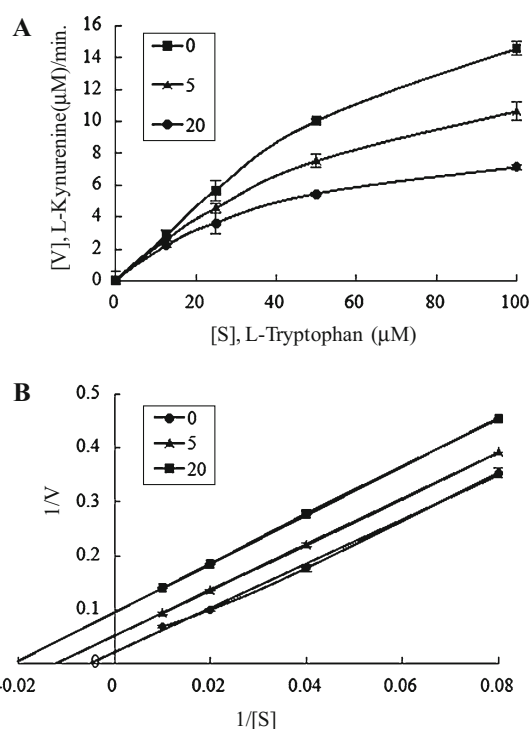 A
16
14
12
10
8
6
4
2
0
0
5
20
[V], L-Kynurenine(μM)/min.
0 20 40 60 80 100
[S], L-Tryptophan (μM)
B
0.5
0.4
0.3
0.2
0.1
0
0
5
20
1/V
-0.02 0 0.02 0.04 0.06 0.08
1/[S]